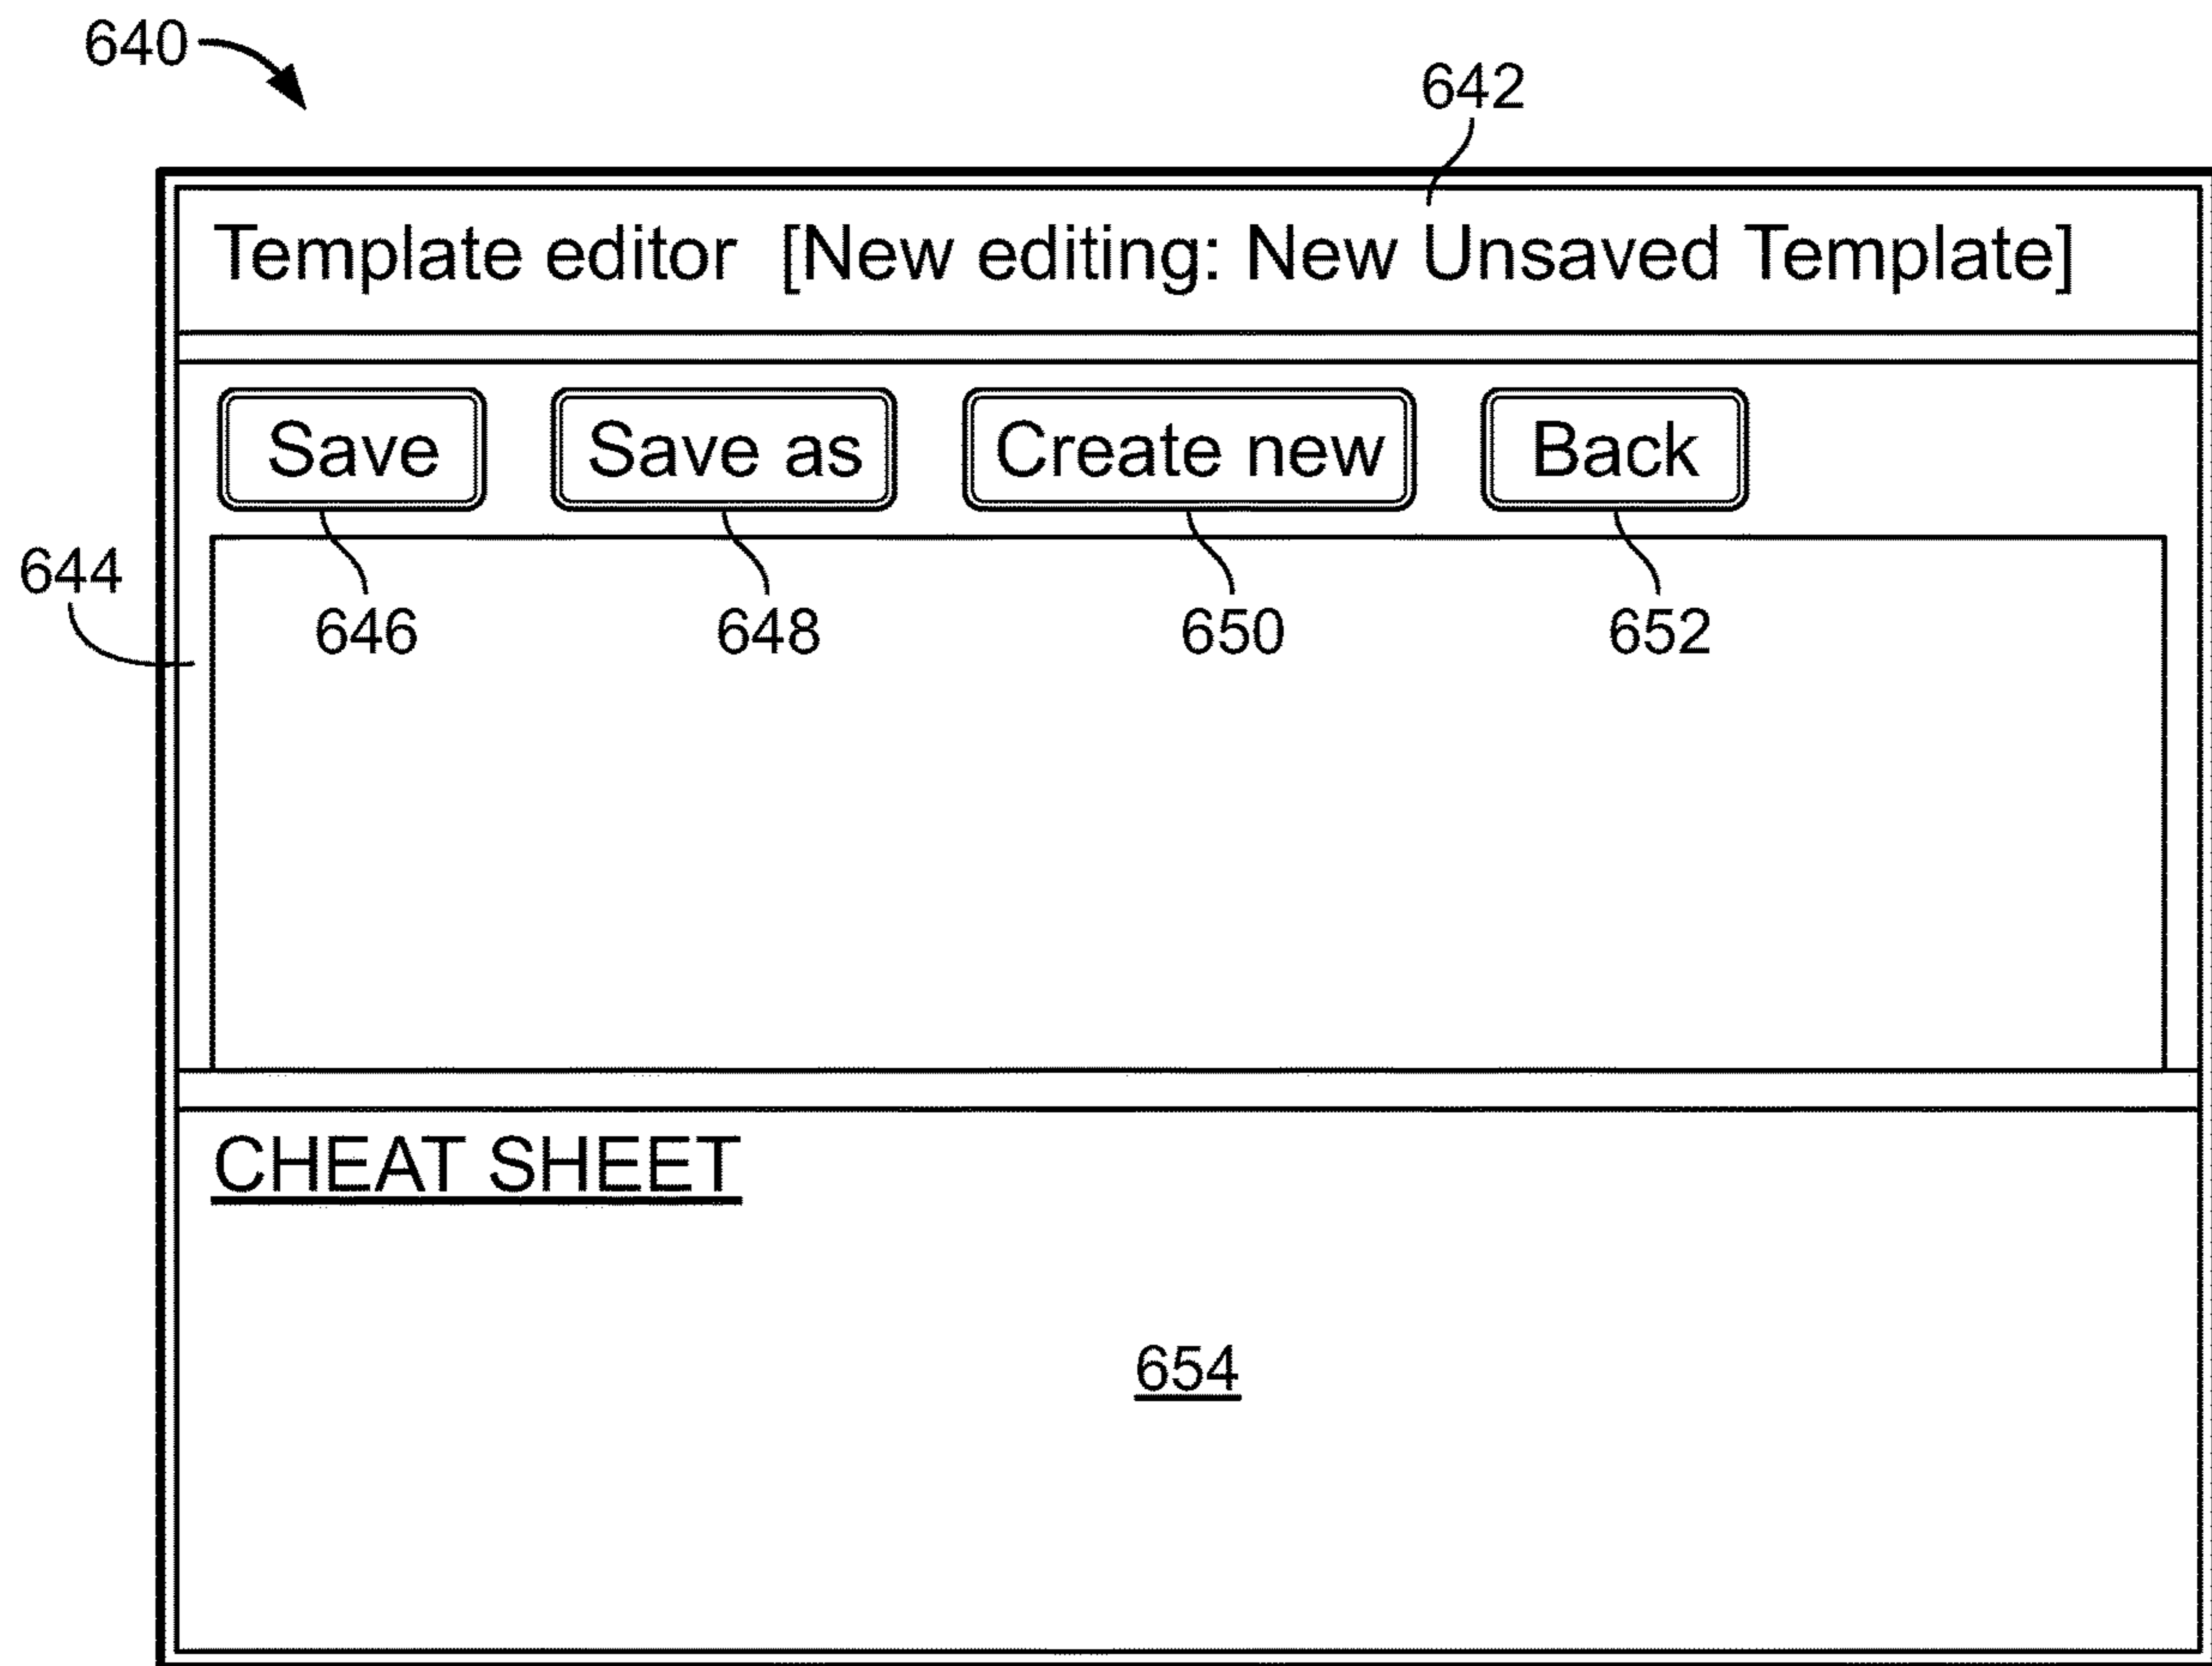 640
642
Template editor [New editing: New Unsaved Template]
Save Save as Create new Back
644
646 648 650 652
CHEAT SHEET
654